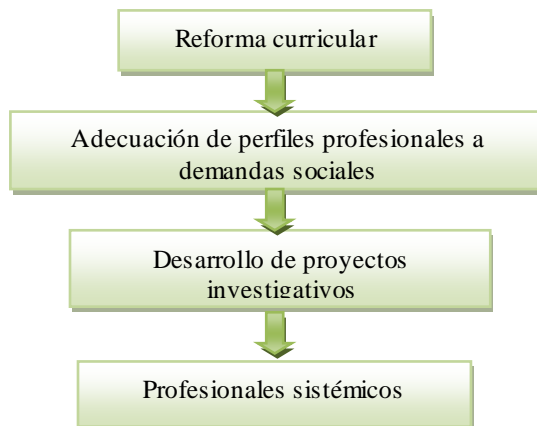 Reforma curricular
Adecuación de perfiles profesionales a
demandas sociales
Desarrollo de proyectos
investigativos
Profesionales sistémicos